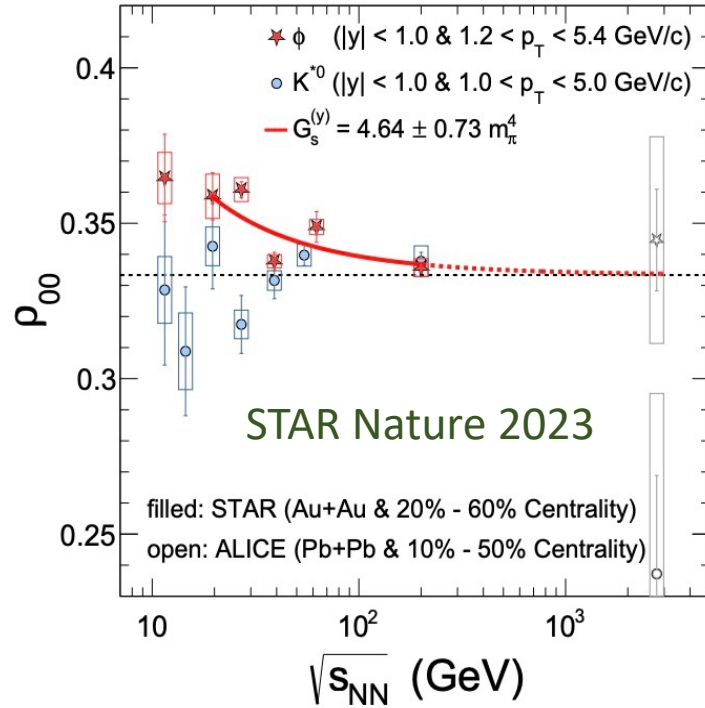 ϕ (|y| < 1.0 & 1.2 < p_T < 5.4 GeV/c)
K*⁰ (|y| < 1.0 & 1.0 < p_T < 5.0 GeV/c)
G_s^(y) = 4.64 ± 0.73 m_π^4
0.4
0.35
0.3
0.25
ρ₀₀
STAR Nature 2023
filled: STAR (Au+Au & 20% - 60% Centrality)
open: ALICE (Pb+Pb & 10% - 50% Centrality)
10 10² 10³
√s_NN (GeV)